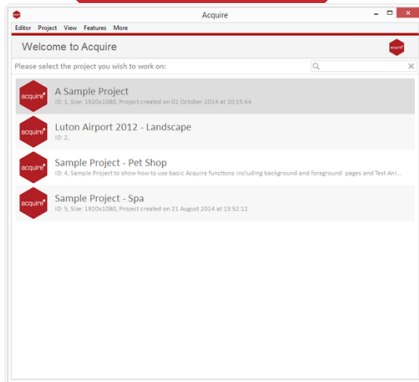 Acquire
Editor Project View Features More
Welcome to Acquire
Please select the project you wish to work on:
acquire
A Sample Project
ID: 1, Size: 1920x1080, Project created on 01 October 2014 at 10:15:44
acquire
Luton Airport 2012 - Landscape
ID: 2,
acquire
Sample Project - Pet Shop
ID: 4, Sample Project to show how to use basic Acquire functions including background and foreground pages and Text Ani...
acquire
Sample Project - Spa
ID: 5, Size: 1920x1080, Project created on 21 August 2014 at 13:52:12